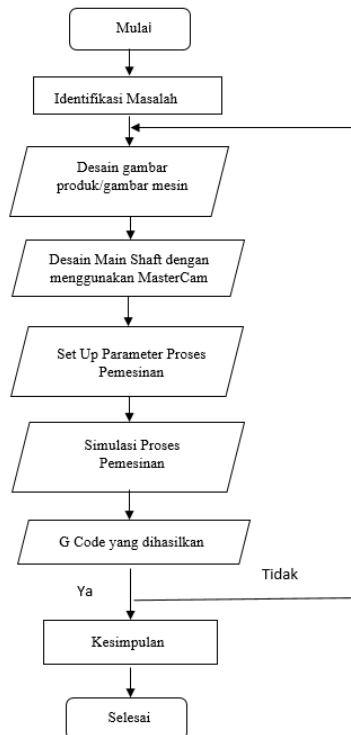 Mulai
Identifikasi Masalah
Desain gambar
produk/gambar mesin
Desain Main Shaft dengan
menggunakan MasterCam
Set Up Parameter Proses
Pemesinan
Simulasi Proses
Pemesinan
G Code yang dihasilkan
Ya
Tidak
Kesimpulan
Selesai